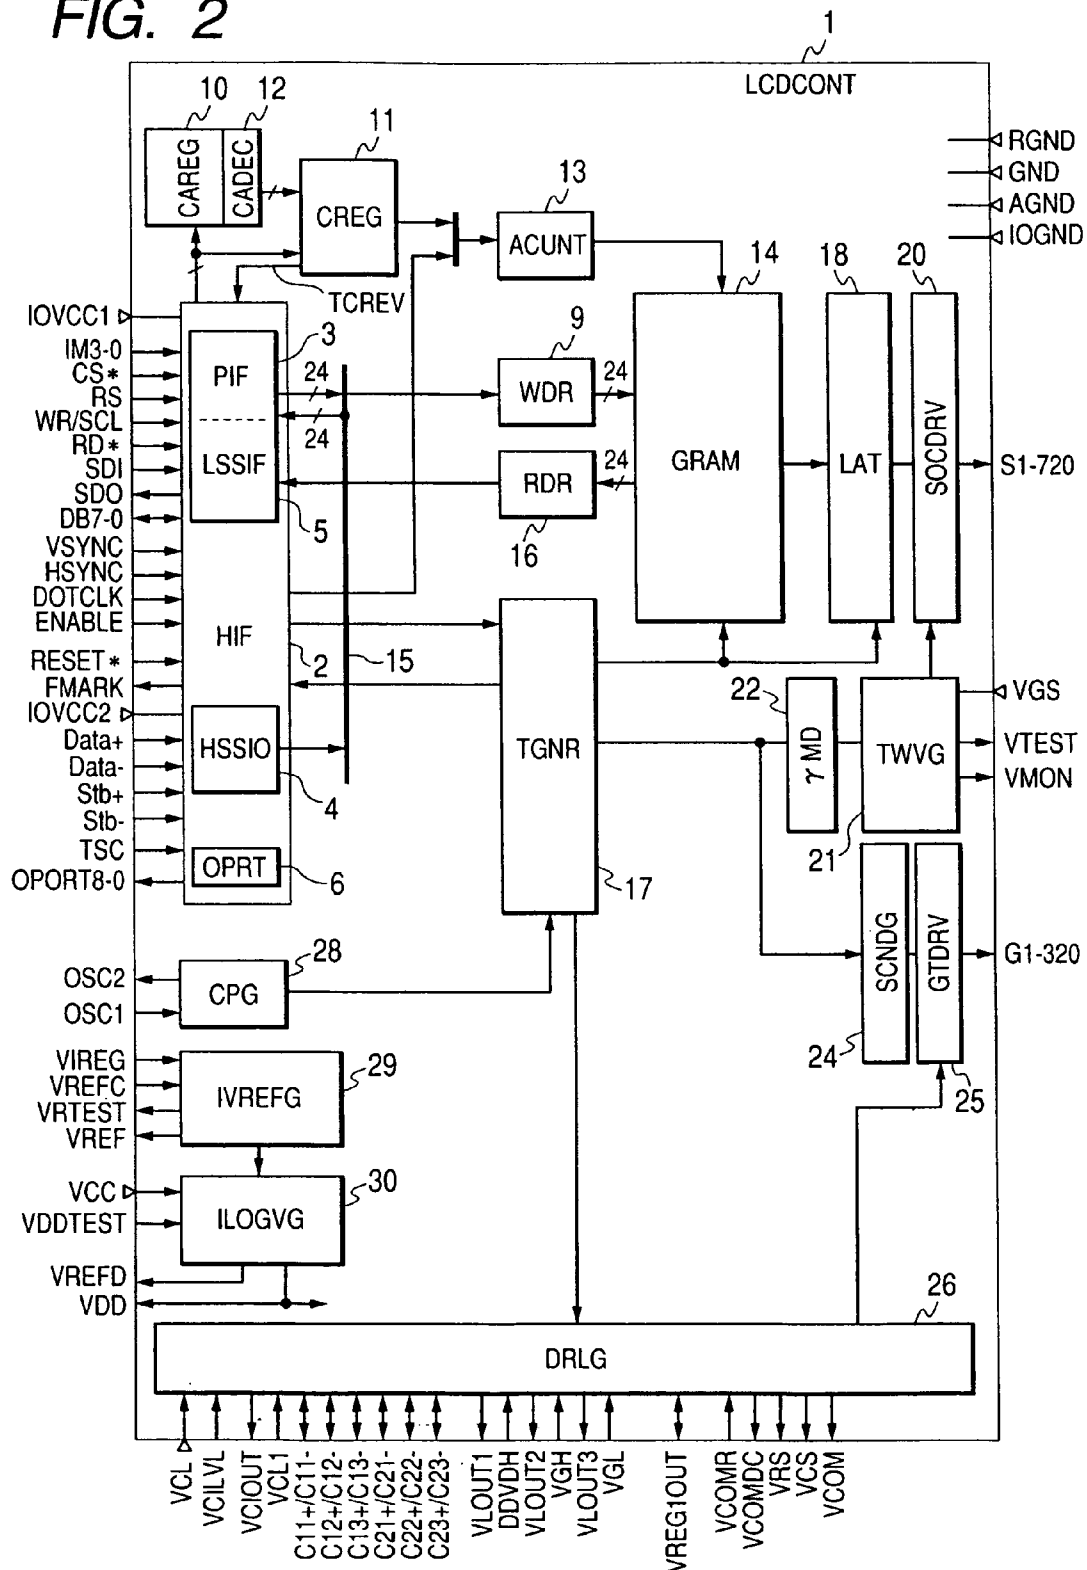 FIG. 2
1
LCDCONT
10
12
11
CAREG
CADEC
CREG
13
ACUNT
RGND
GND
AGND
IOGND
TCREV
14
18
20
IOVCC1
IM3-0
CS*
RS
WR/SCL
RD*
SDI
SDO
DB7-0
VSYNC
HSYNC
DOTCLK
ENABLE
RESET*
FMARK
IOVCC2
Data+
Data-
Stb+
Stb-
TSC
OPORT8-0
3
PIF
LSSIF
5
24
24
9
WDR
24
RDR
24
16
GRAM
LAT
SOCDRV
S1-720
HIF
2
15
HSSIO
4
OPRT
6
TGNR
17
22
γMD
TWVG
21
VGS
VTEST
VMON
SCNDG
GTDRV
G1-320
24
25
OSC2
OSC1
CPG
28
VIREG
VREFC
VRTEST
VREF
IVREFG
29
VCC
VDDTEST
ILOGVG
30
VREFD
VDD
26
DRLG
VCL
VCILVL
VCIOUT
VCL1
C11+/C11-
C12+/C12-
C13+/C13-
C21+/C21-
C22+/C22-
C23+/C23-
VLOUT1
DDVDH
VLOUT2
VGH
VLOUT3
VGL
VREG1OUT
VCOMR
VCOMDC
VRS
VCS
VCOM